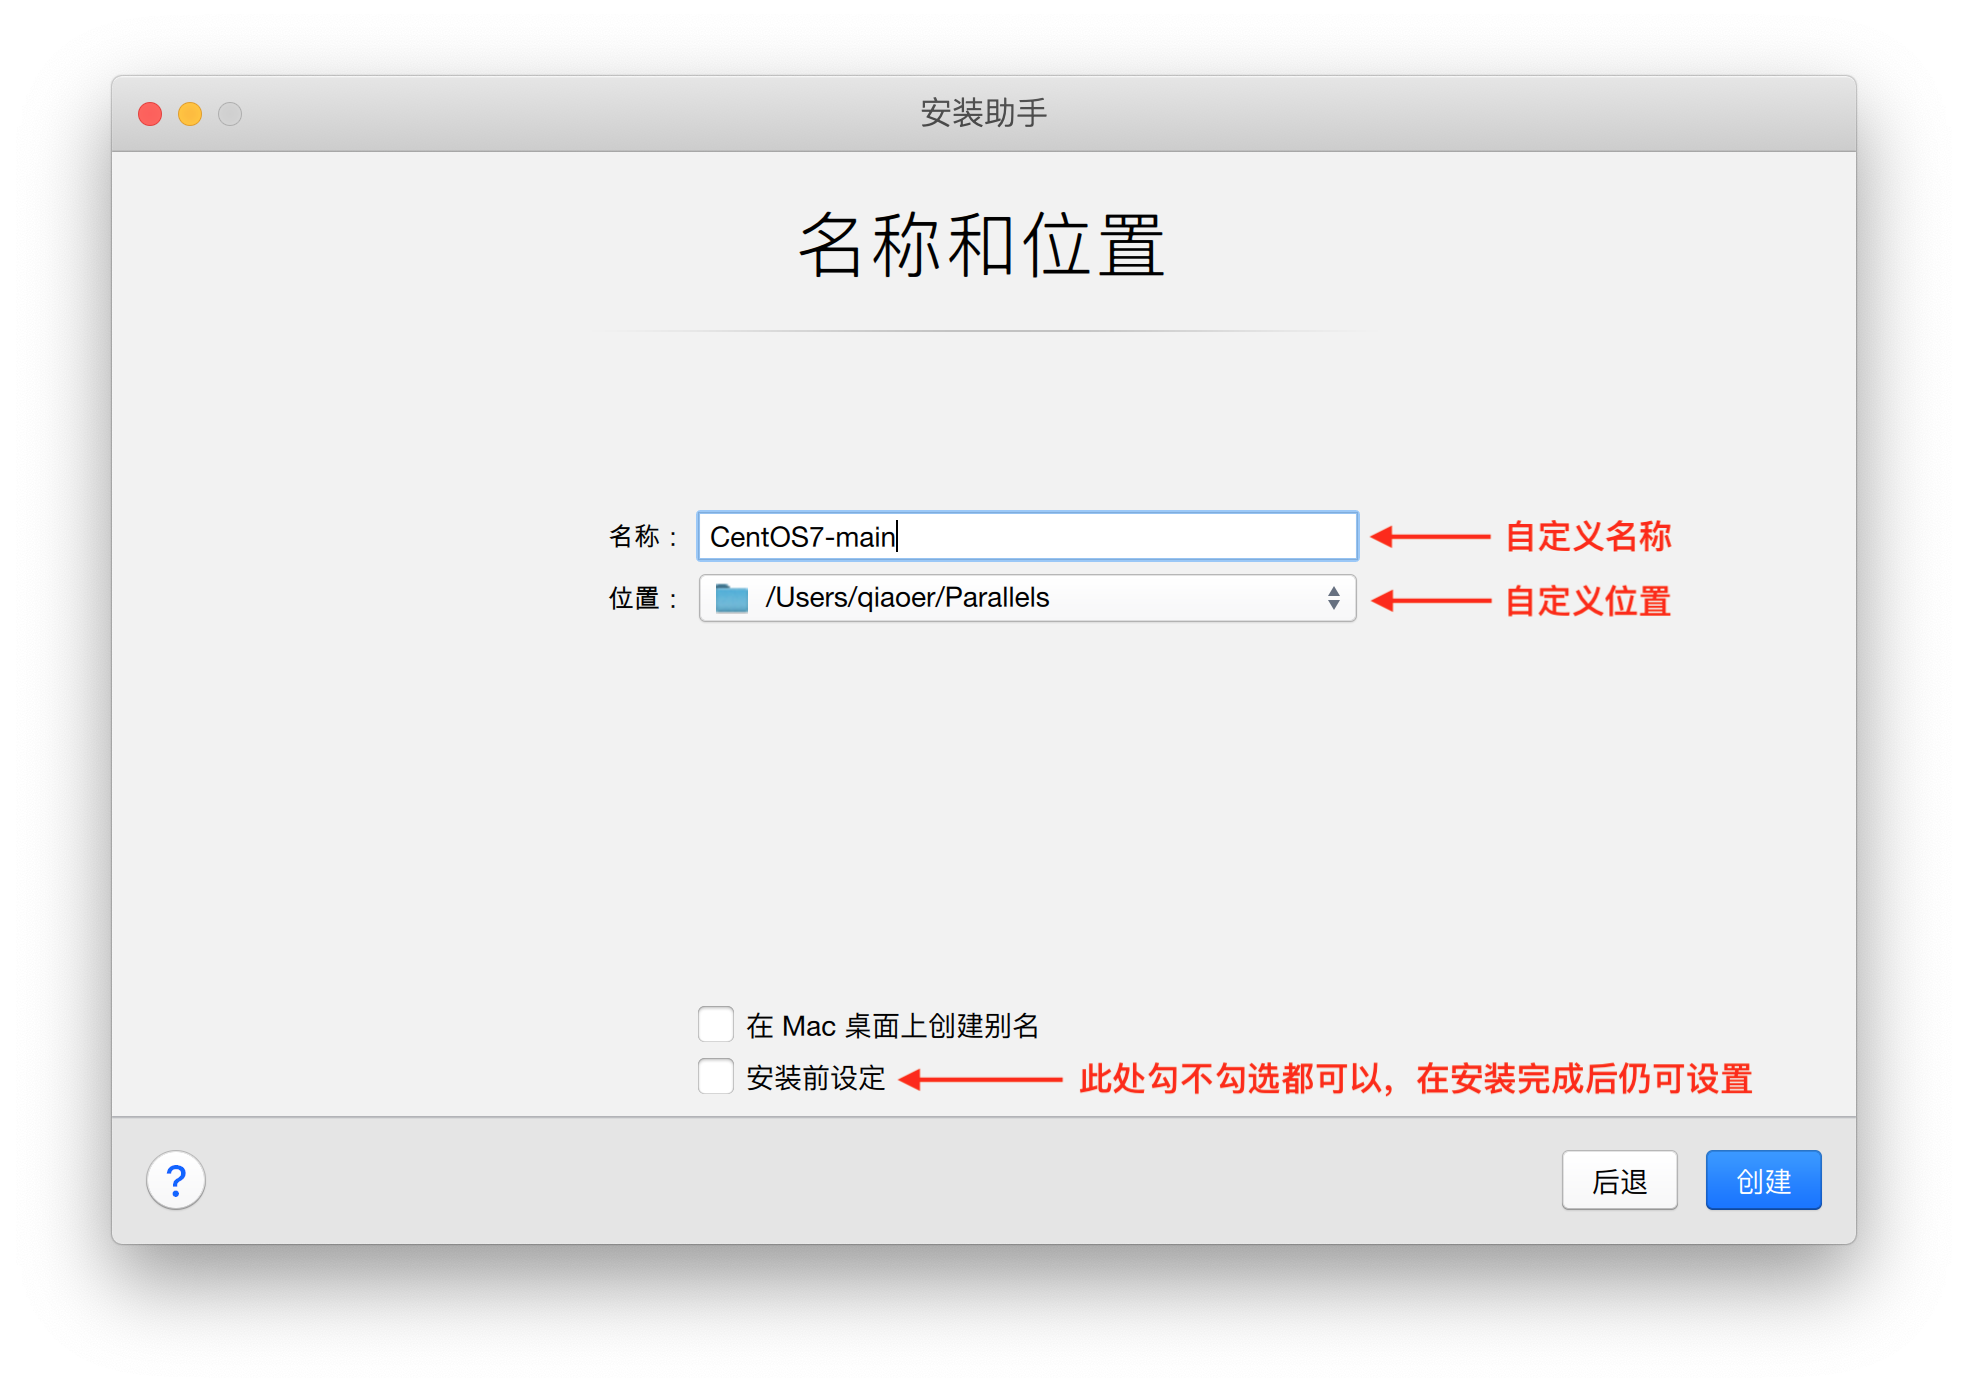 安装助手
名称和位置
名称： CentOS7-main 自定义名称
位置： /Users/qiaoer/Parallels 自定义位置
在 Mac 桌面上创建别名
安装前设定 此处勾不勾选都可以，在安装完成后仍可设置
? 后退 创建